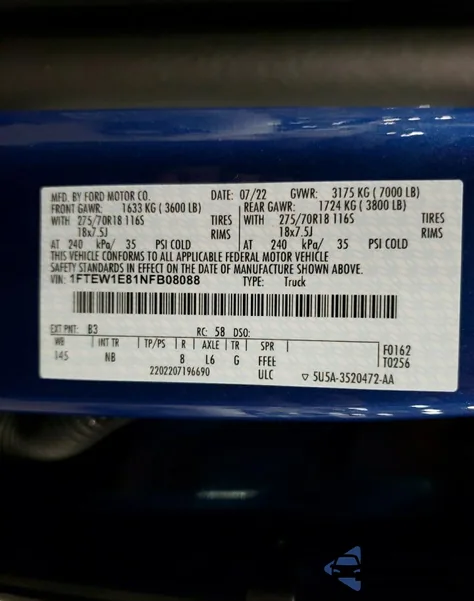 MFD. BY FORD MOTOR CO. DATE: 07/22 GVWR: 3175 KG ( 7000 LB)
FRONT GAWR: 1633 KG ( 3600 LB) REAR GAWR: 1724 KG ( 3800 LB)
WITH 275/70R18 116S TIRES WITH 275/70R18 116S TIRES
18x7.5J RIMS 18x7.5J RIMS
AT 240 kPa/ 35 PSI COLD AT 240 kPa/ 35 PSI COLD
THIS VEHICLE CONFORMS TO ALL APPLICABLE FEDERAL MOTOR VEHICLE
SAFETY STANDARDS IN EFFECT ON THE DATE OF MANUFACTURE SHOWN ABOVE.
VIN: 1FTEW1E81NFB08088 TYPE: Truck
EXT PNT: B3 RC: 58 DSO:
WB INT TR TP/PS R AXLE TR SPR F0162
145 NB 8 L6 G FFEE T0256
2202207196690 ULC ▽ 5U5A-3520472-AA